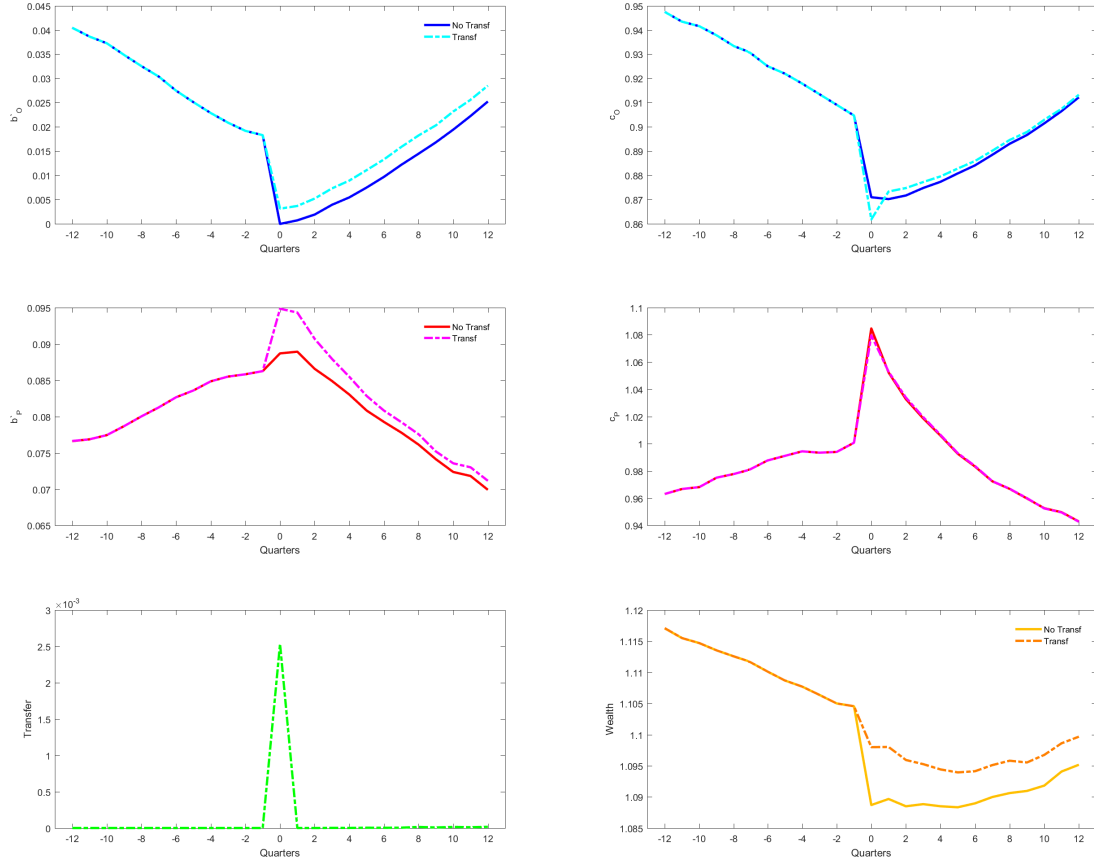 0.045
0.04
0.035
0.03
0.025
0.02
0.015
0.01
0.005
0
b`O
No Transf
Transf
-12 -10 -8 -6 -4 -2 0 2 4 6 8 10 12
Quarters
0.95
0.94
0.93
0.92
0.91
0.9
0.89
0.88
0.87
0.86
cO
-12 -10 -8 -6 -4 -2 0 2 4 6 8 10 12
Quarters
0.095
0.09
0.085
0.08
0.075
0.07
0.065
b`P
No Transf
Transf
-12 -10 -8 -6 -4 -2 0 2 4 6 8 10 12
Quarters
1.1
1.08
1.06
1.04
1.02
1
0.98
0.96
0.94
cP
-12 -10 -8 -6 -4 -2 0 2 4 6 8 10 12
Quarters
×10-3
3
2.5
2
1.5
1
0.5
0
Transfer
-12 -10 -8 -6 -4 -2 0 2 4 6 8 10 12
Quarters
1.12
1.115
1.11
1.105
1.1
1.095
1.09
1.085
Wealth
No Transf
Transf
-12 -10 -8 -6 -4 -2 0 2 4 6 8 10 12
Quarters